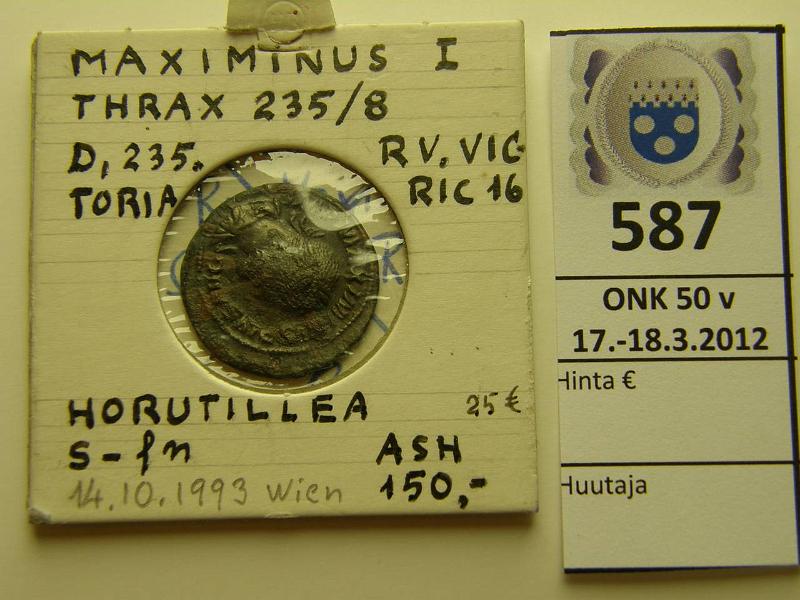 MAXIMINUS I
THRAX 235/8
D, 235. RV. VIC-
TORIA RIC 16
HORUTILLEA 25 €
S-fn ASH
14.10.1993 Wien 150,-
587
ONK 50 v
17.-18.3.2012
Hinta €
Huutaja